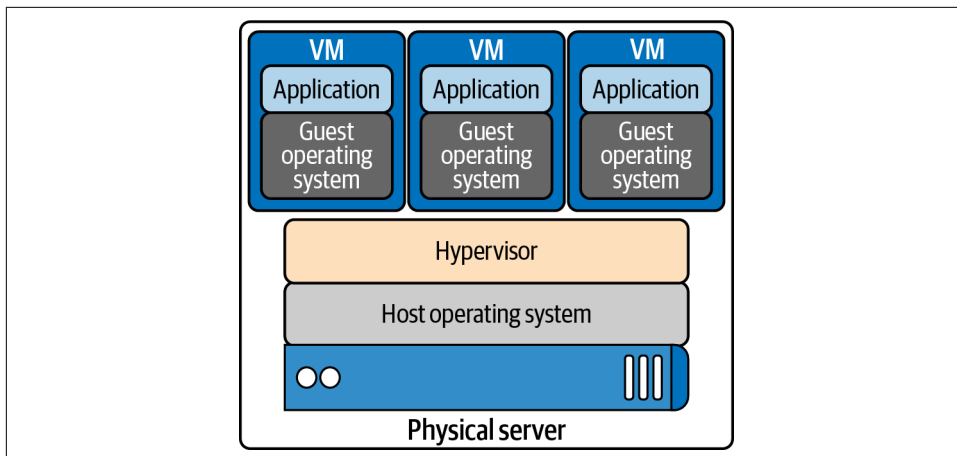 VM VM VM
Application Application Application
Guest Guest Guest
operating operating operating
system system system
Hypervisor
Host operating system
Physical server